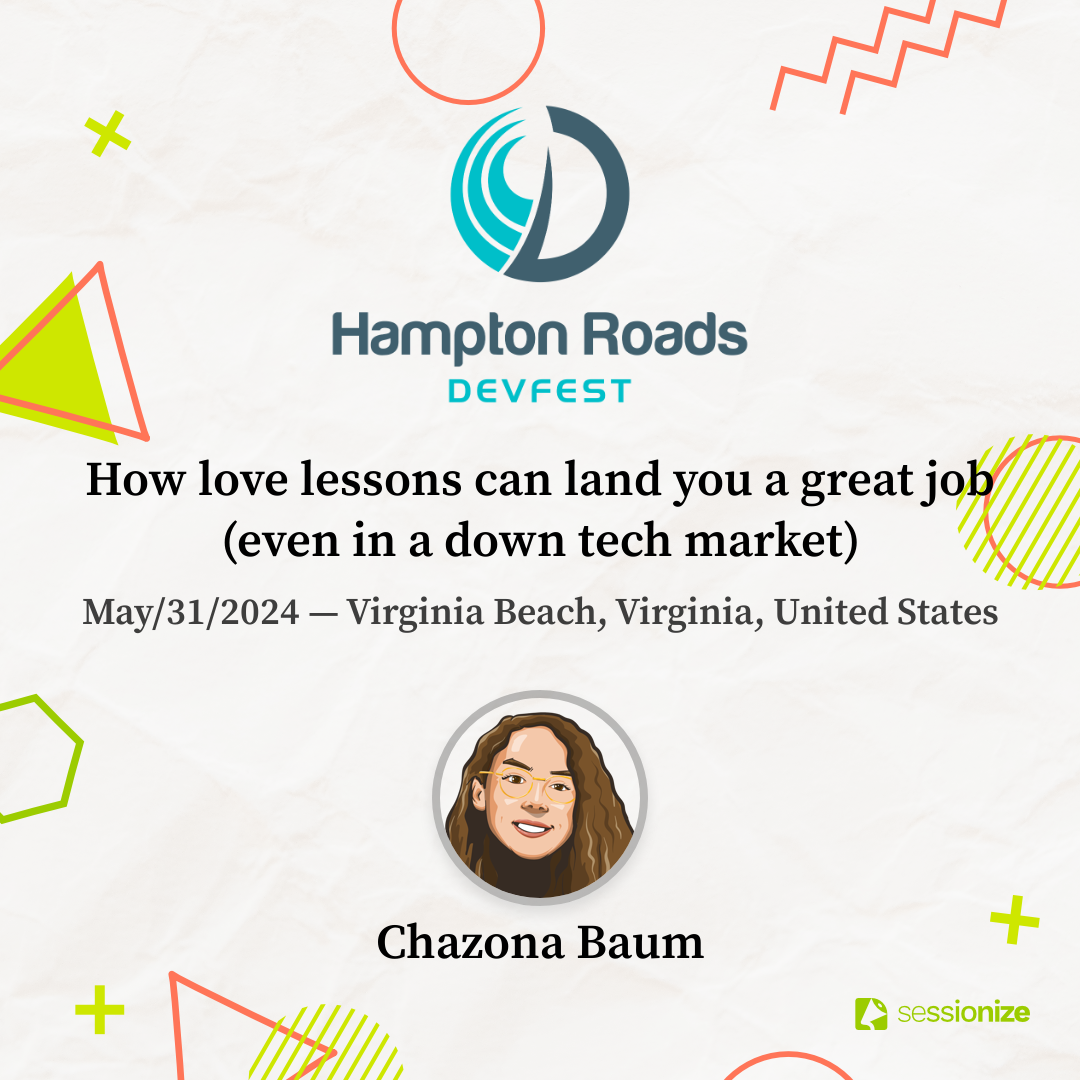 Hampton Roads
DEVFEST
How love lessons can land you a great job
(even in a down tech market)
May/31/2024 — Virginia Beach, Virginia, United States
Chazona Baum
sessionize